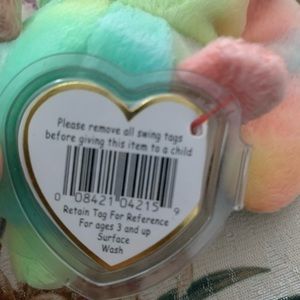 Please remove all swing tags
before giving this item to a child
0 08421 04215 9
Retain Tag For Reference
For ages 3 and up
Surface
Wash